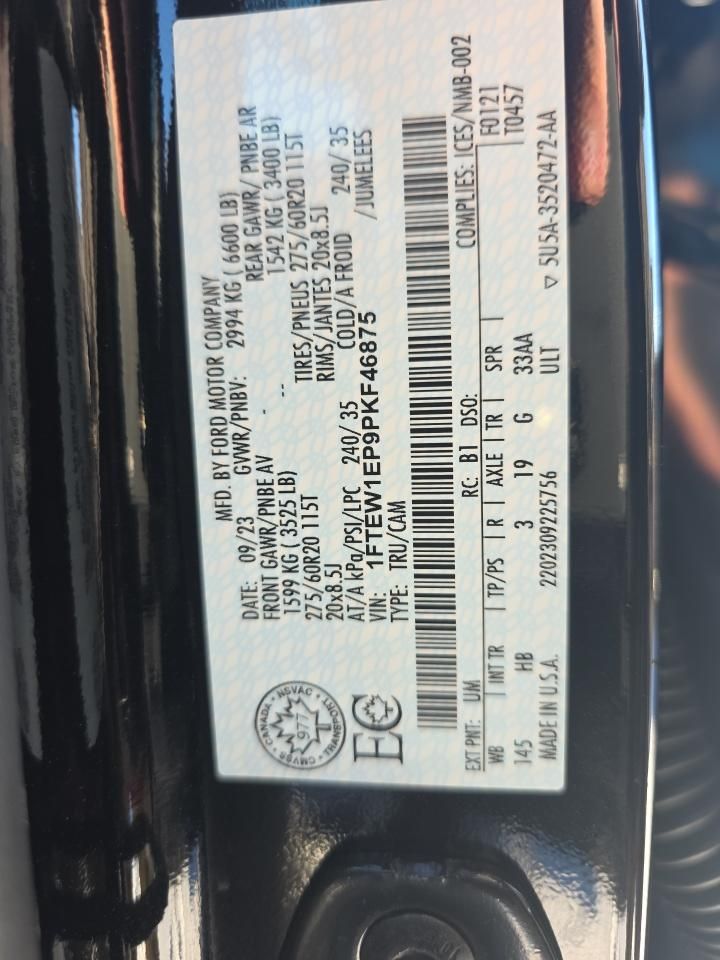 MFD. BY FORD MOTOR COMPANY
DATE: 09/23 GVWR/PNBV: 2994 KG ( 6600 LB)
FRONT GAWR/PNBE AV REAR GAWR/ PNBE AR
1599 KG ( 3525 LB) - -- 1542 KG ( 3400 LB)
275/60R20 115T TIRES/PNEUS 275/60R20 115T
20x8.5J RIMS/JANTES 20x8.5J
AT/A kPa/PSI/LPC 240/ 35 COLD/A FROID 240/ 35
VIN: 1FTEW1EP9PKF46875 /JUMELEES
TYPE: TRU/CAM
CANADA • NSVAC • TRANSPORT • CMVSS •
977
EC
EXT PNT: UM RC: B1 DSO: COMPLIES: ICES/NMB-002
WB | INT TR | TP/PS | R | AXLE | TR | SPR | F0121
145 HB 3 19 G 33AA T0457
MADE IN U.S.A. 2202309225756 ULT ▽ 5U5A-3520472-AA